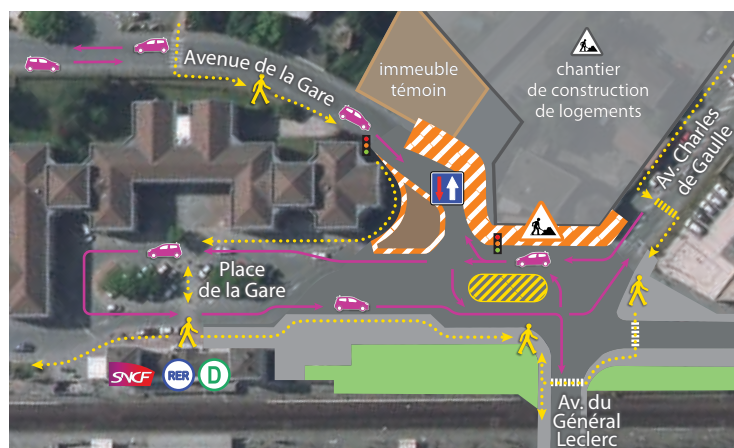 Avenue de la Gare
immeuble
témoin
chantier
de construction
de logements
Av. Charles
de Gaulle
Place
de la Gare
SNCF
RER
D
Av. du
Général
Leclerc